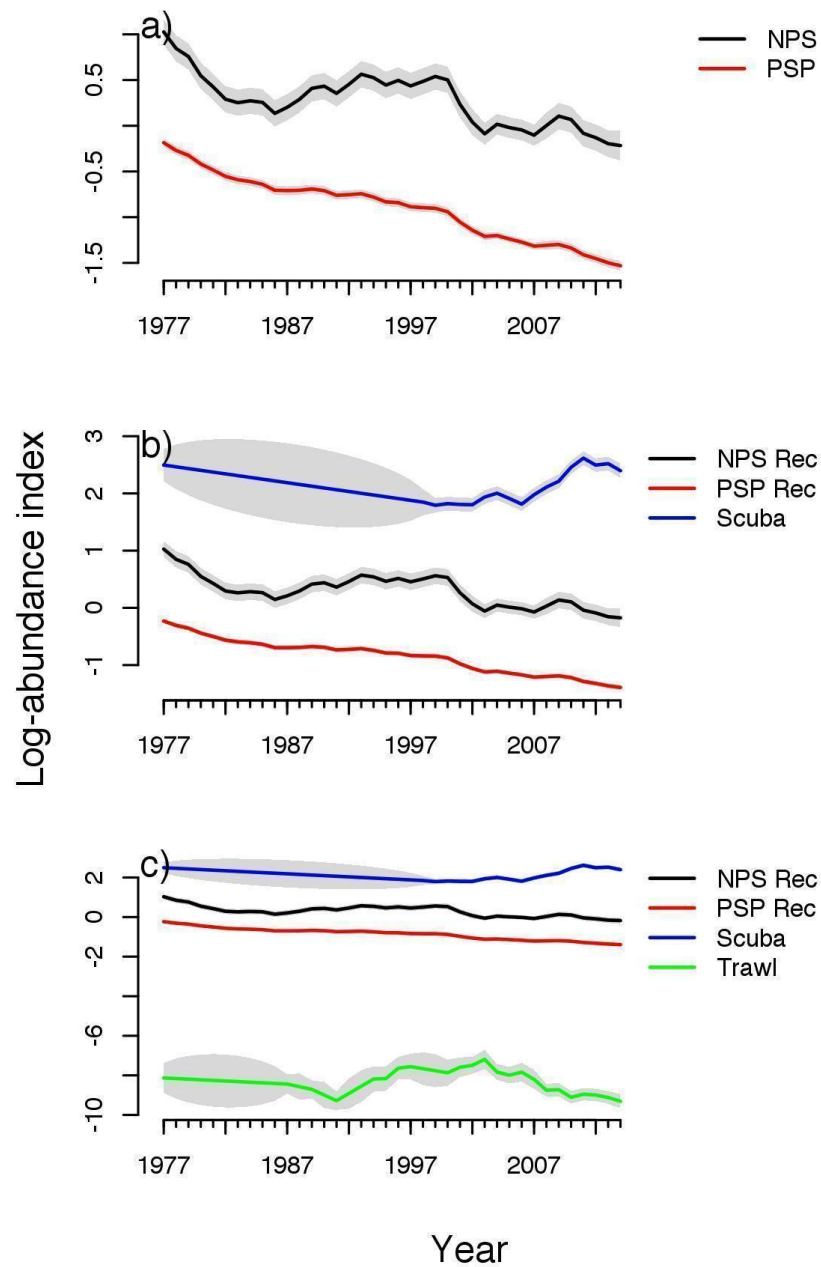 a)
NPS
PSP
0.5
-0.5
-1.5
1977 1987 1997 2007
Log-abundance index
b)
NPS Rec
PSP Rec
Scuba
3
2
1
0
-1
1977 1987 1997 2007
c)
NPS Rec
PSP Rec
Scuba
Trawl
2
0
-2
-6
-10
1977 1987 1997 2007
Year